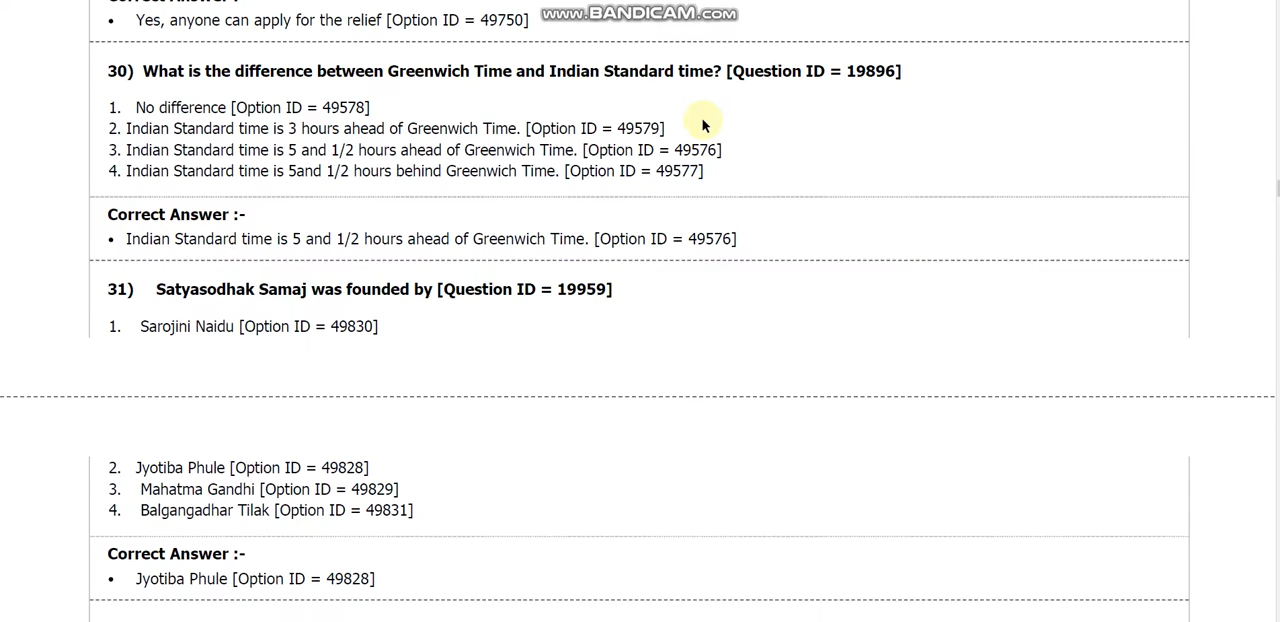 www.BANDICAM.com
• Yes, anyone can apply for the relief [Option ID = 49750]
30) What is the difference between Greenwich Time and Indian Standard time? [Question ID = 19896]
1. No difference [Option ID = 49578]
2. Indian Standard time is 3 hours ahead of Greenwich Time. [Option ID = 49579]
3. Indian Standard time is 5 and 1/2 hours ahead of Greenwich Time. [Option ID = 49576]
4. Indian Standard time is 5and 1/2 hours behind Greenwich Time. [Option ID = 49577]
Correct Answer :-
• Indian Standard time is 5 and 1/2 hours ahead of Greenwich Time. [Option ID = 49576]
31) Satyasodhak Samaj was founded by [Question ID = 19959]
1. Sarojini Naidu [Option ID = 49830]
2. Jyotiba Phule [Option ID = 49828]
3. Mahatma Gandhi [Option ID = 49829]
4. Balgangadhar Tilak [Option ID = 49831]
Correct Answer :-
• Jyotiba Phule [Option ID = 49828]